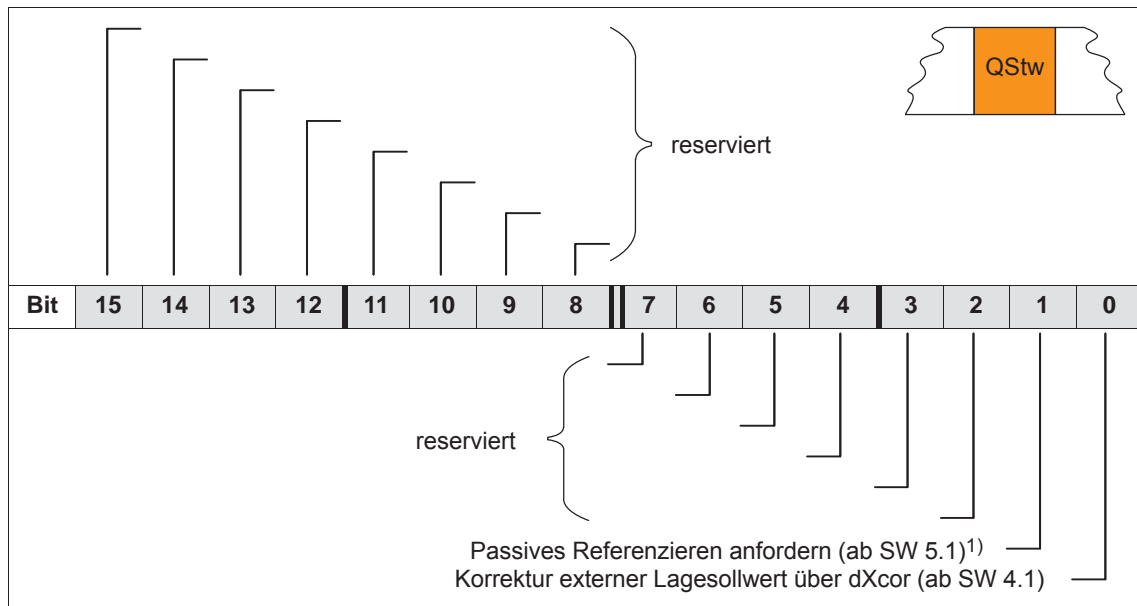 QStw
reserviert
Bit 15 14 13 12 11 10 9 8 7 6 5 4 3 2 1 0
reserviert
Passives Referenzieren anfordern (ab SW 5.1)1)
Korrektur externer Lagesollwert über dXcor (ab SW 4.1)